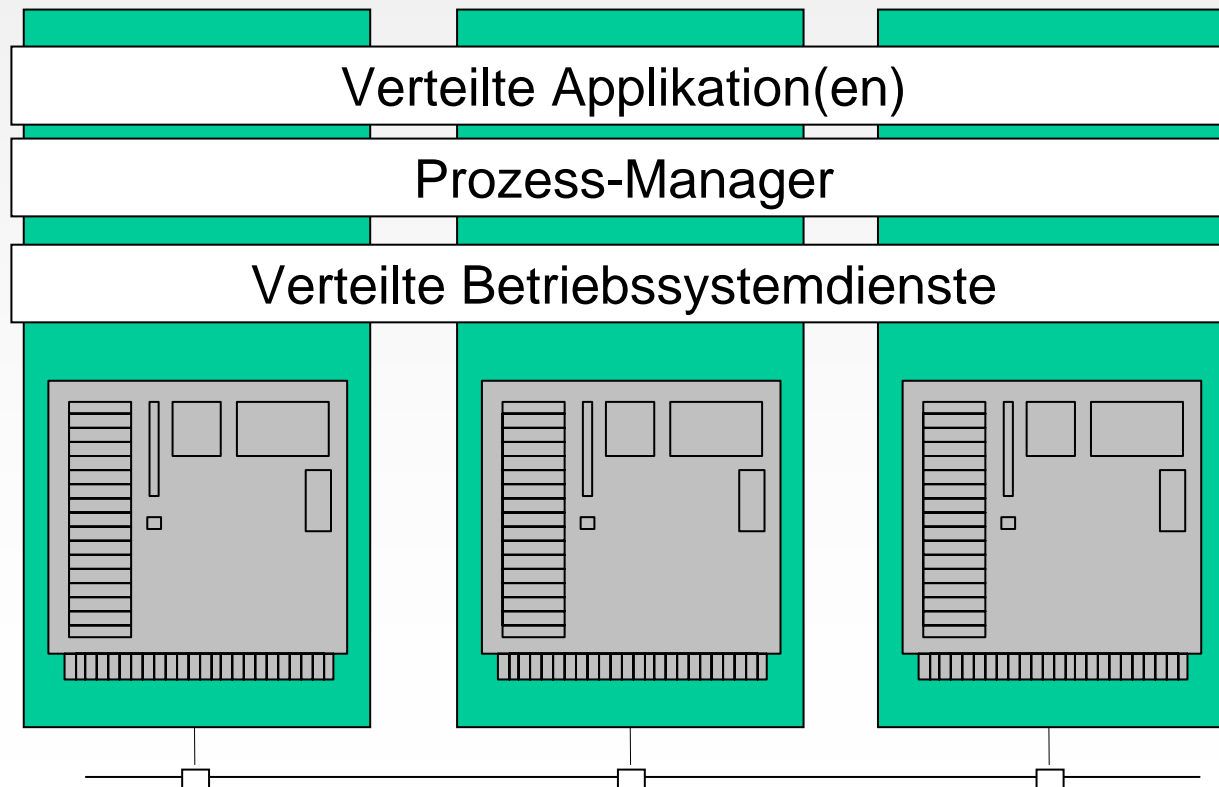 Verteilte Applikation(en)
Prozess-Manager
Verteilte Betriebssystemdienste